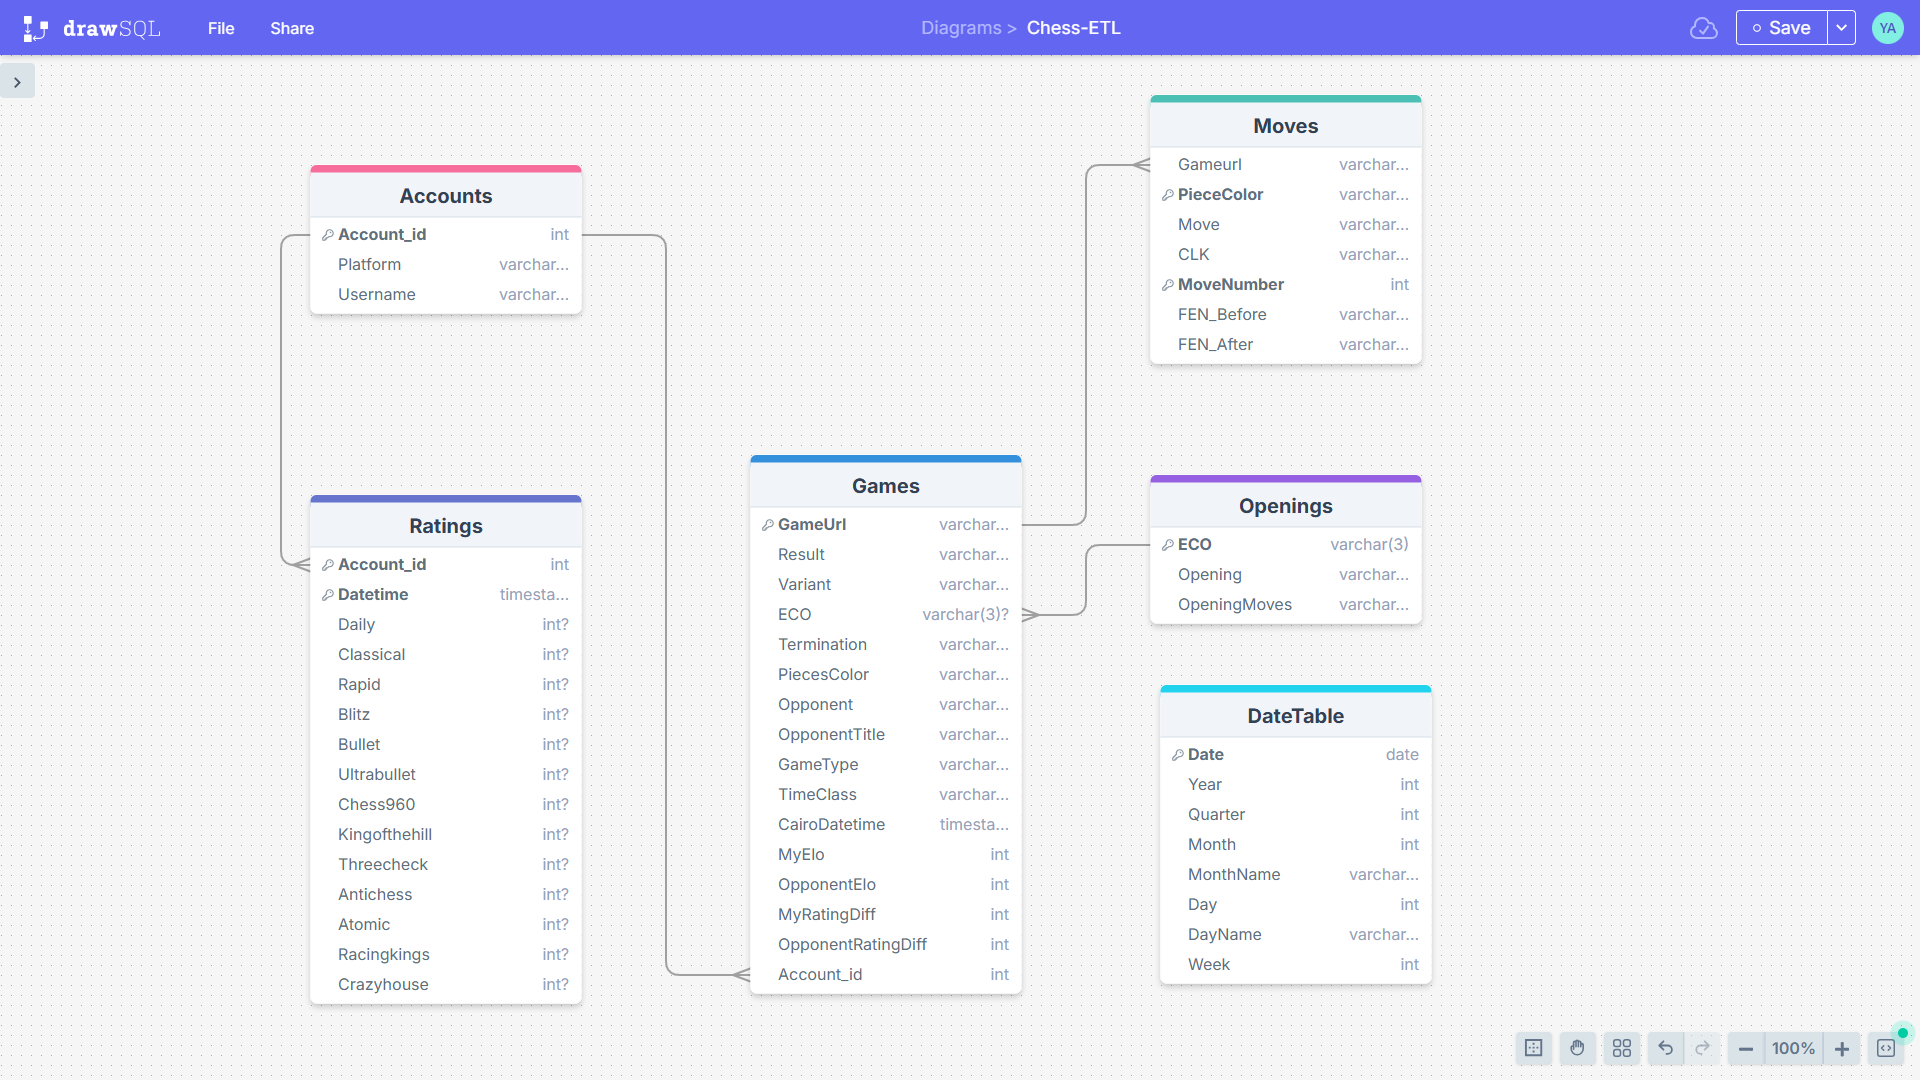 drawSQL File Share Diagrams > Chess-ETL Save YA
Accounts
Account_id int
Platform varchar...
Username varchar...
Ratings
Account_id int
Datetime timesta...
Daily int?
Classical int?
Rapid int?
Blitz int?
Bullet int?
Ultrabullet int?
Chess960 int?
Kingofthehill int?
Threecheck int?
Antichess int?
Atomic int?
Racingkings int?
Crazyhouse int?
Games
GameUrl varchar...
Result varchar...
Variant varchar...
ECO varchar(3)?
Termination varchar...
PiecesColor varchar...
Opponent varchar...
OpponentTitle varchar...
GameType varchar...
TimeClass varchar...
CairoDatetime timesta...
MyElo int
OpponentElo int
MyRatingDiff int
OpponentRatingDiff int
Account_id int
Moves
Gameurl varchar...
PieceColor varchar...
Move varchar...
CLK varchar...
MoveNumber int
FEN_Before varchar...
FEN_After varchar...
Openings
ECO varchar(3)
Opening varchar...
OpeningMoves varchar...
DateTable
Date date
Year int
Quarter int
Month int
MonthName varchar...
Day int
DayName varchar...
Week int
100%